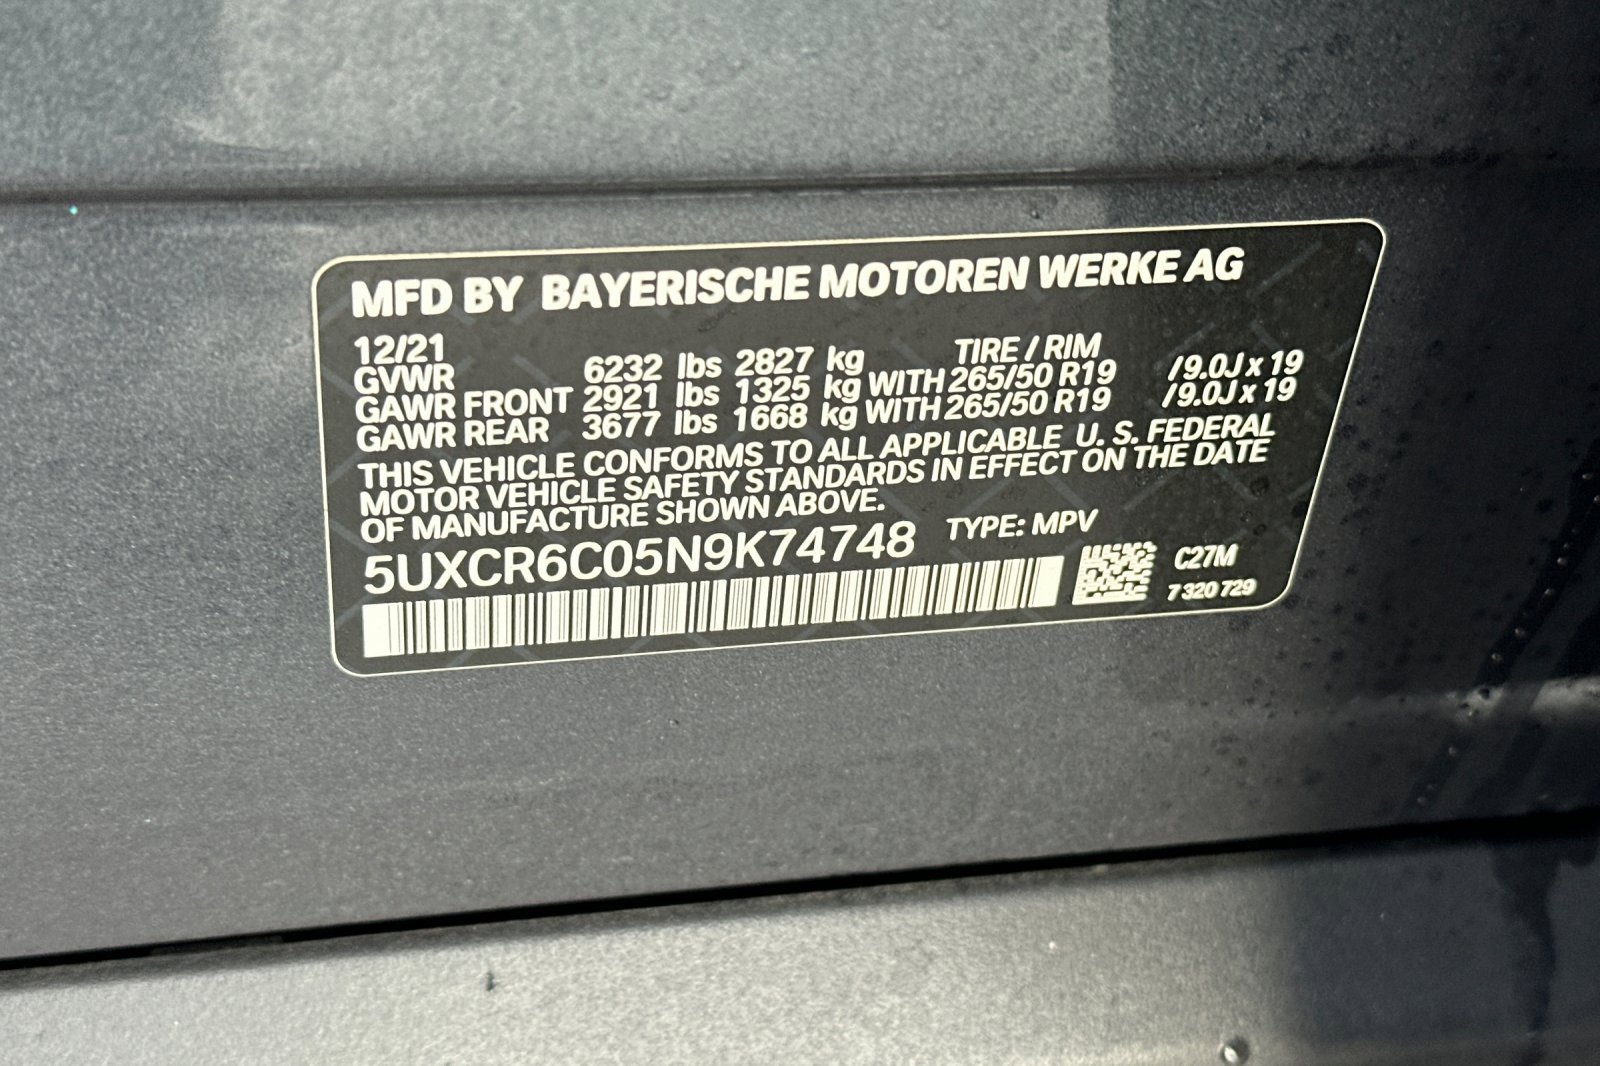 MFD BY BAYERISCHE MOTOREN WERKE AG
12/21
TIRE / RIM
GVWR 6232 lbs 2827 kg
GAWR FRONT 2921 lbs 1325 kg WITH 265/50 R19 /9.0J x 19
GAWR REAR 3677 lbs 1668 kg WITH 265/50 R19 /9.0J x 19
THIS VEHICLE CONFORMS TO ALL APPLICABLE U. S. FEDERAL
MOTOR VEHICLE SAFETY STANDARDS IN EFFECT ON THE DATE
OF MANUFACTURE SHOWN ABOVE.
5UXCR6C05N9K74748 TYPE: MPV
C27M
7 320 729